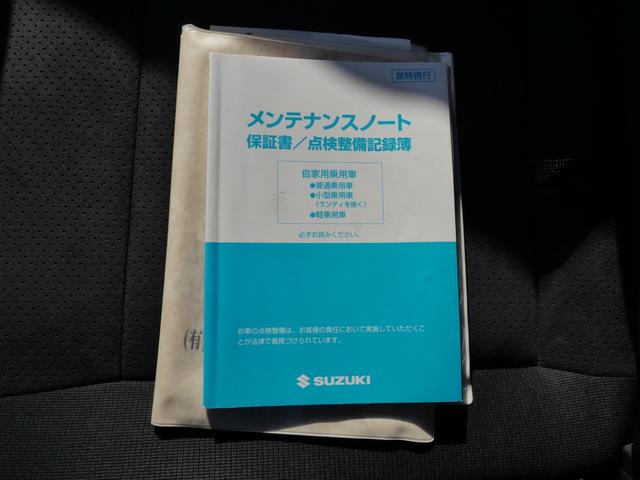 常時携行
メンテナンスノート
保証書／点検整備記録簿
自家用乗用車
●普通乗用車
●小型乗用車
（ランディを除く）
●軽乗用車
必ずお読みください。
お車の点検整備は、お客様の責任において実施していただくこ
とが法律で義務づけられています。
(有)
SUZUKI